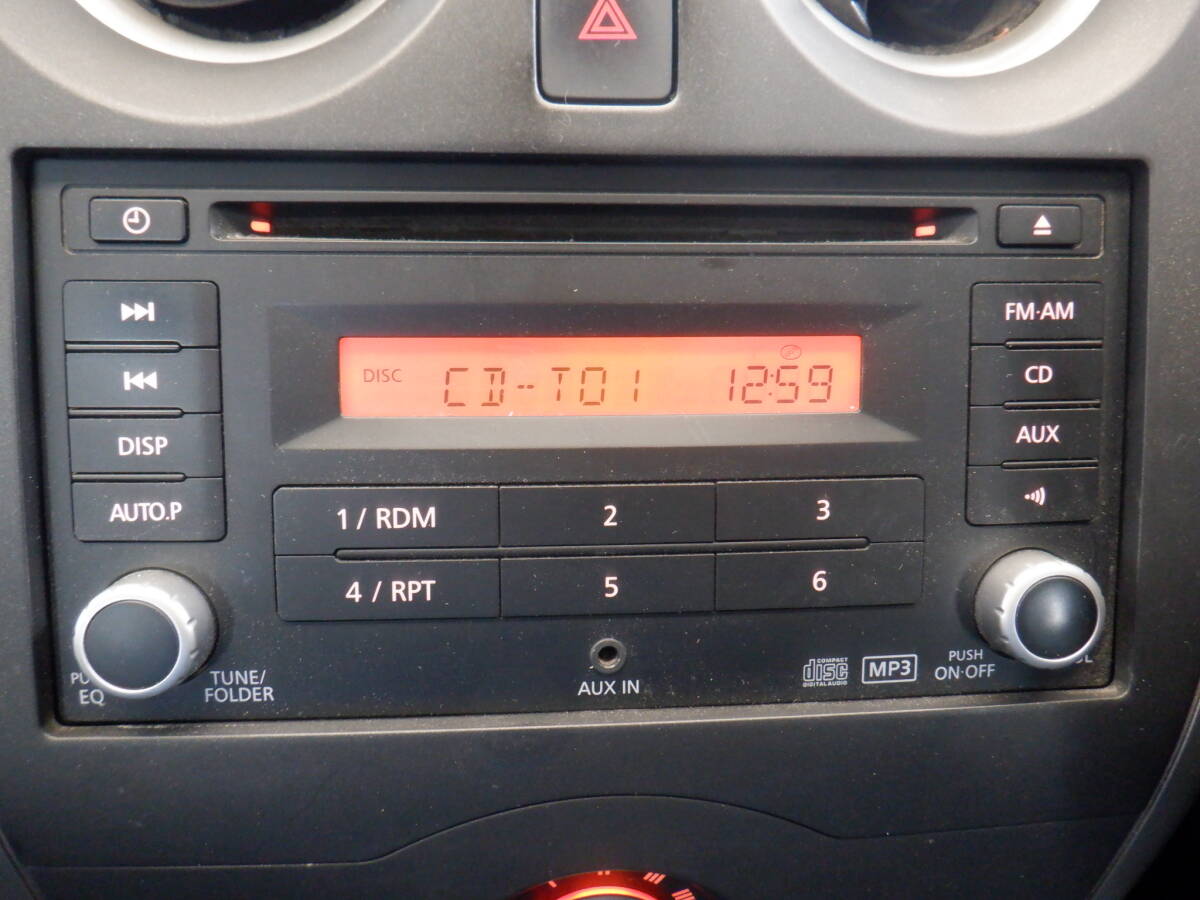 FM·AM
DISC CD--T01 12:59
CD
AUX
DISP
AUTO.P
1 / RDM 2 3
4 / RPT 5 6
EQ
TUNE/
FOLDER
AUX IN
COMPACT
disc
DIGITAL AUDIO
MP3
PUSH
ON·OFF